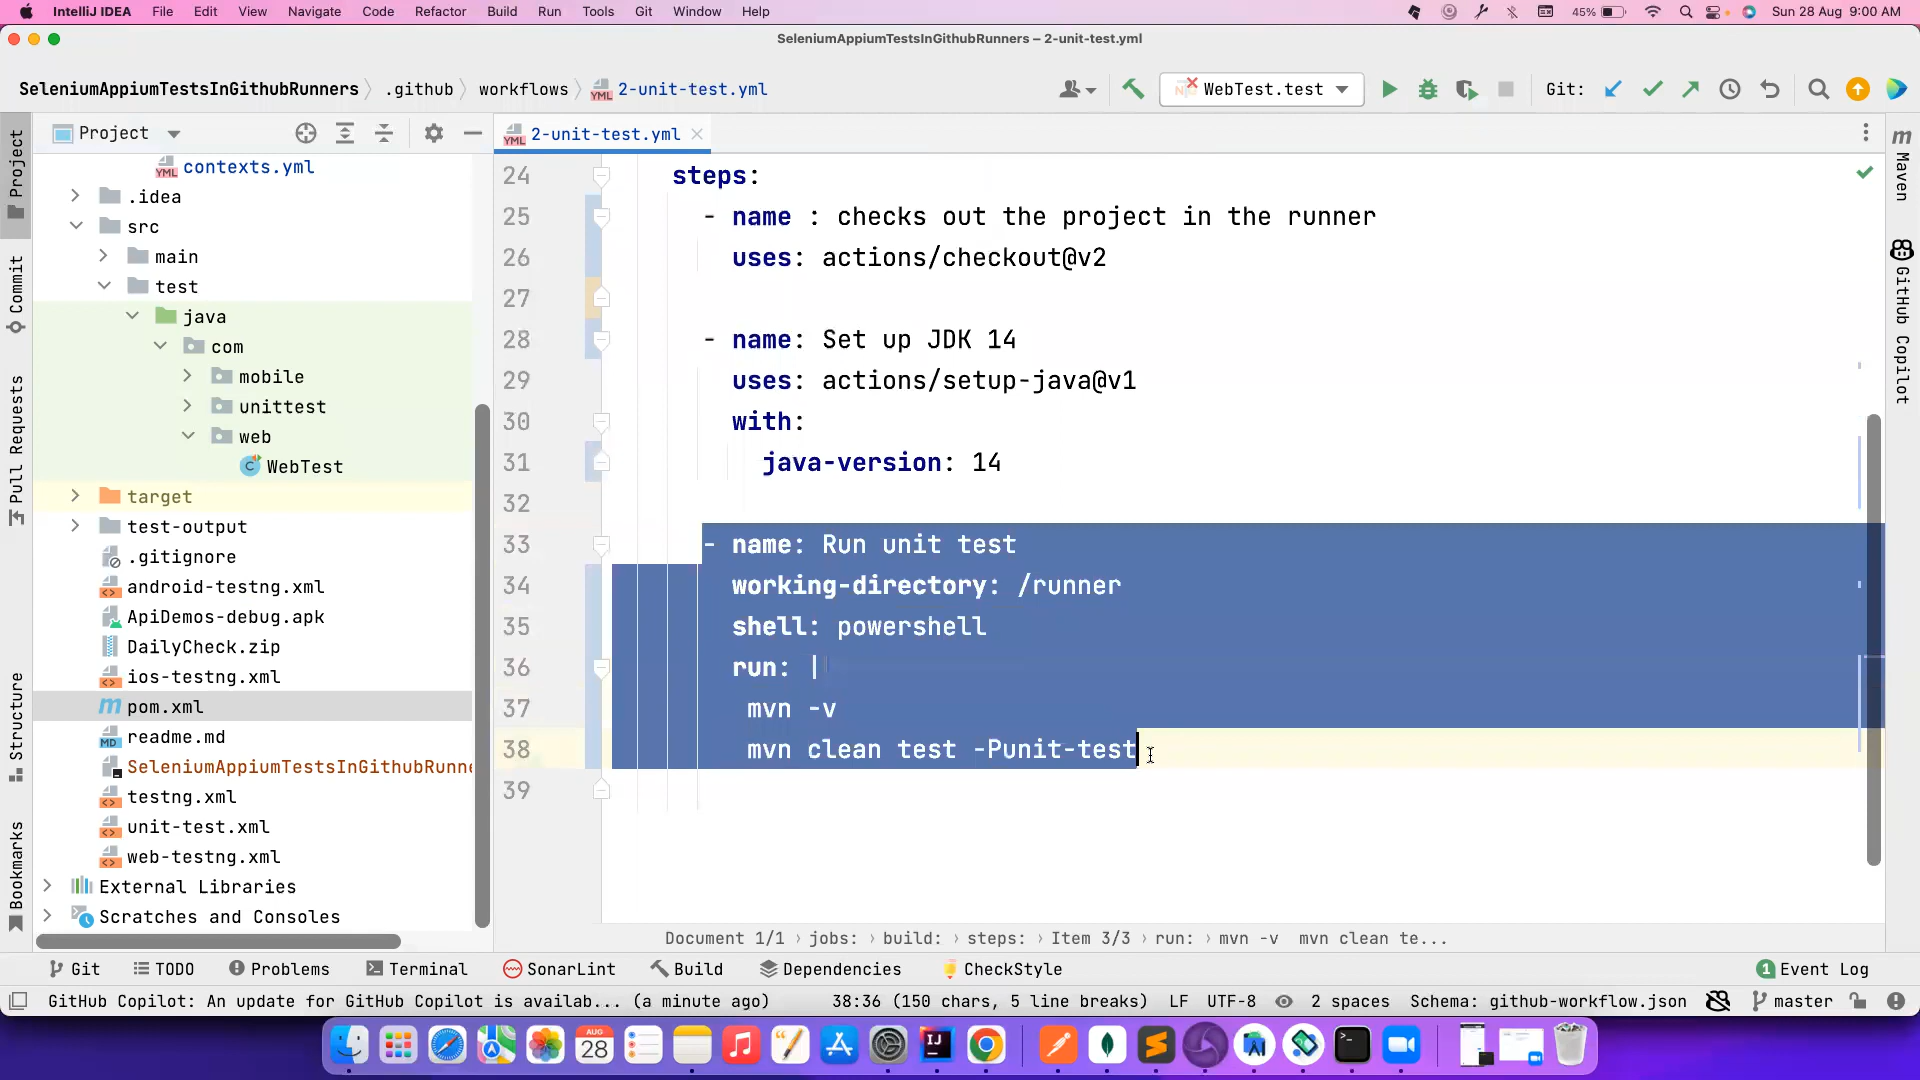 IntelliJ IDEA File Edit View Navigate Code Refactor Build Run Tools Git Window Help 45% Sun 28 Aug 9:00 AM
SeleniumAppiumTestsInGithubRunners – 2-unit-test.yml
SeleniumAppiumTestsInGithubRunners .github workflows 2-unit-test.yml WebTest.test Git:
Project
2-unit-test.yml
contexts.yml
.idea
src
main
test
java
com
mobile
unittest
web
WebTest
target
test-output
.gitignore
android-testng.xml
ApiDemos-debug.apk
DailyCheck.zip
ios-testng.xml
pom.xml
readme.md
SeleniumAppiumTestsInGithubRunne
testng.xml
unit-test.xml
web-testng.xml
External Libraries
Scratches and Consoles
24 steps:
25 - name : checks out the project in the runner
26 uses: actions/checkout@v2
27
28 - name: Set up JDK 14
29 uses: actions/setup-java@v1
30 with:
31 java-version: 14
32
33 - name: Run unit test
34 working-directory: /runner
35 shell: powershell
36 run: |
37 mvn -v
38 mvn clean test -Punit-test
39
Document 1/1 › jobs: › build: › steps: › Item 3/3 › run: › mvn -v mvn clean te...
Project
Commit
Pull Requests
Structure
Bookmarks
Maven
GitHub Copilot
Git TODO Problems Terminal SonarLint Build Dependencies CheckStyle 1 Event Log
GitHub Copilot: An update for GitHub Copilot is availab... (a minute ago) 38:36 (150 chars, 5 line breaks) LF UTF-8 2 spaces Schema: github-workflow.json master
AUG
28